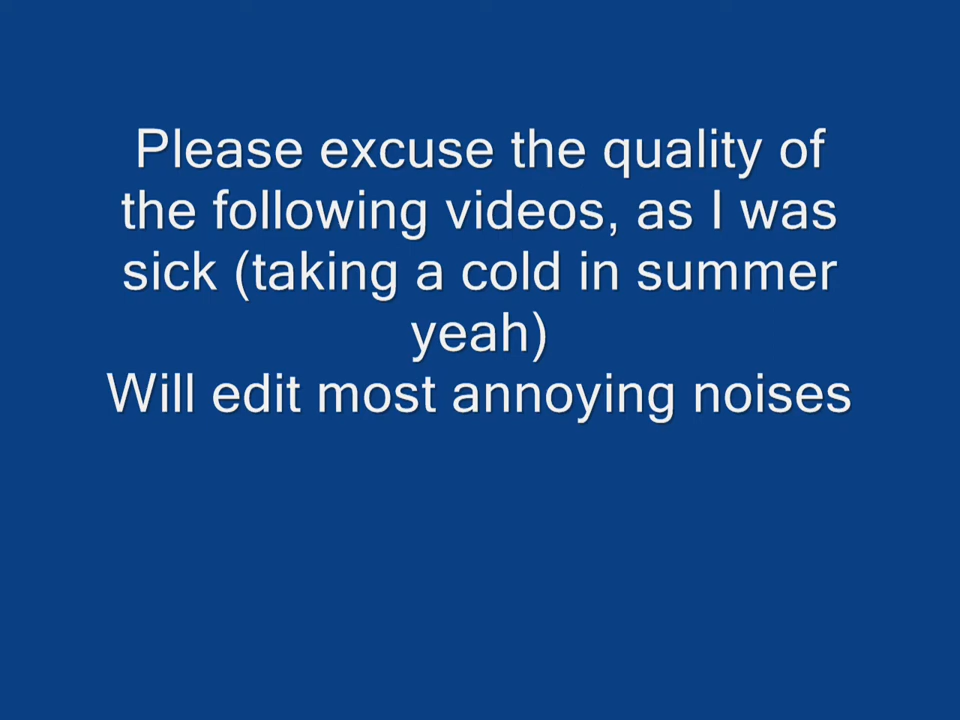 Please excuse the quality of
the following videos, as I was
sick (taking a cold in summer
yeah)
Will edit most annoying noises